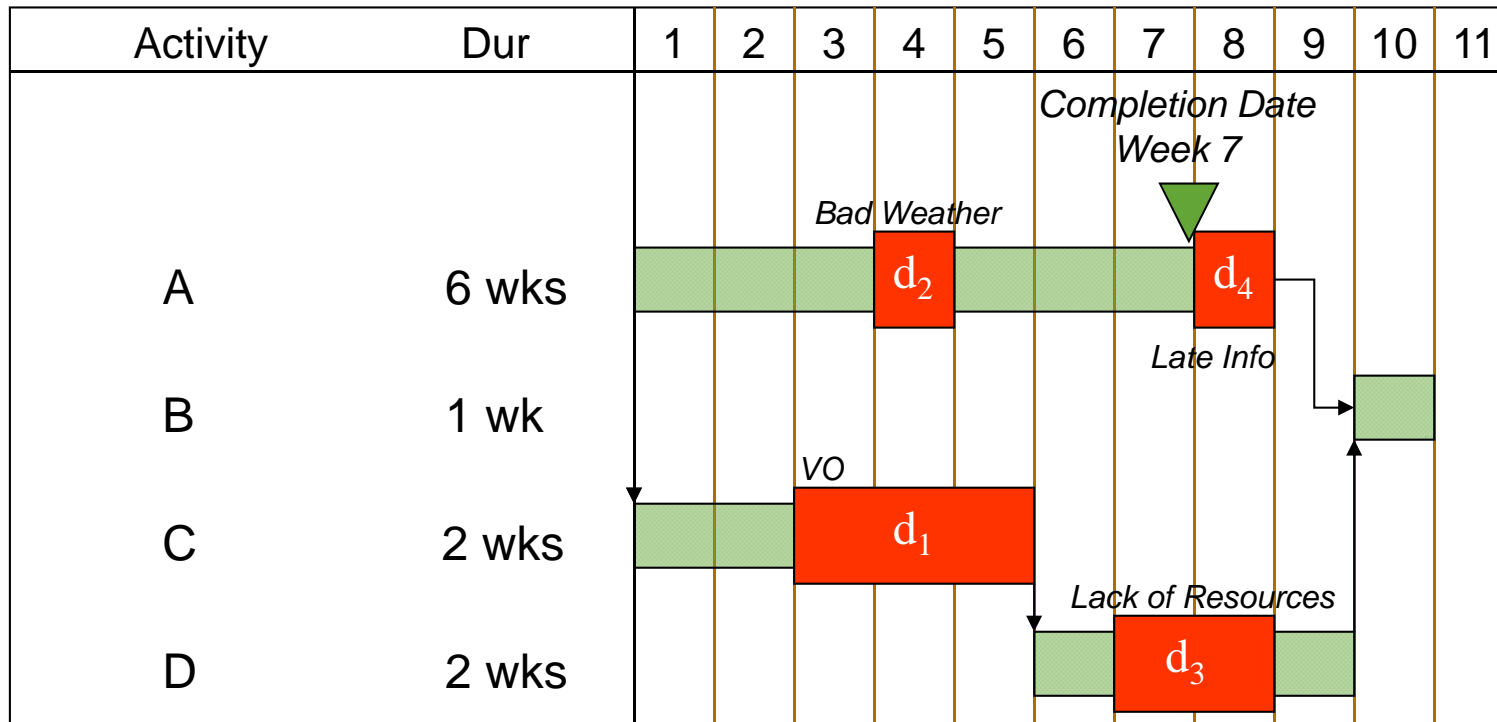 Activity Dur 1 2 3 4 5 6 7 8 9 10 11
Completion Date
Week 7
Bad Weather
A 6 wks d2 d4
Late Info
B 1 wk
VO
C 2 wks d1
Lack of Resources
D 2 wks d3